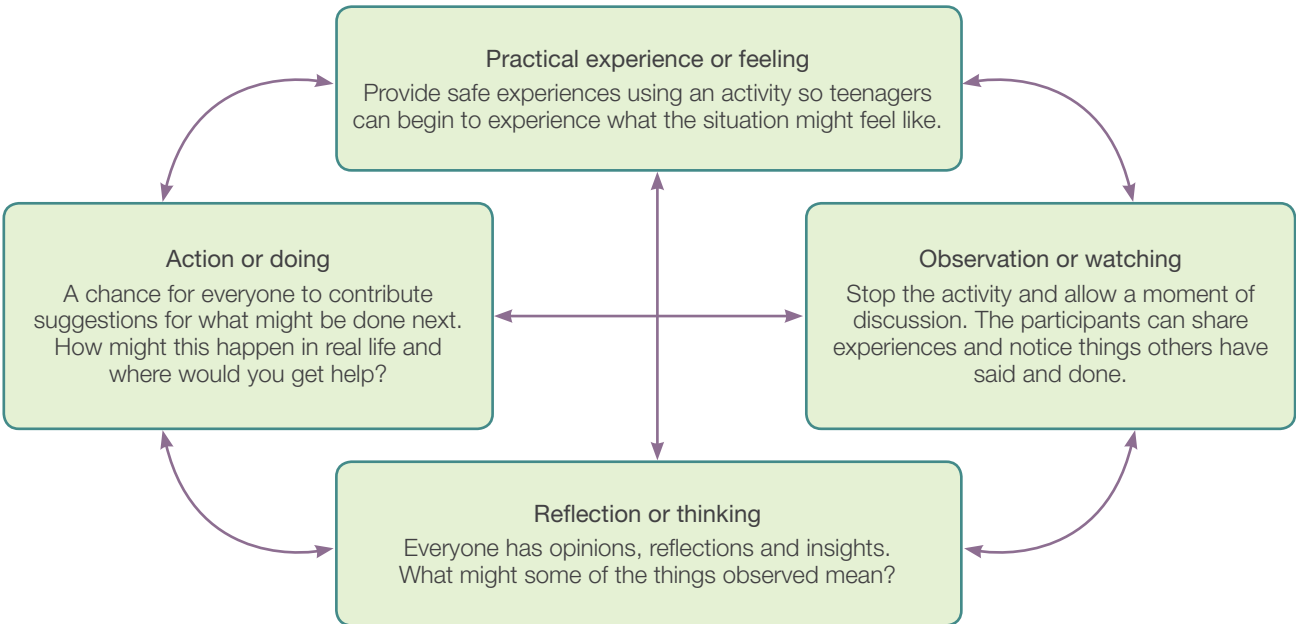 Practical experience or feeling
Provide safe experiences using an activity so teenagers
can begin to experience what the situation might feel like.
Action or doing
A chance for everyone to contribute
suggestions for what might be done next.
How might this happen in real life and
where would you get help?
Observation or watching
Stop the activity and allow a moment of
discussion. The participants can share
experiences and notice things others have
said and done.
Reflection or thinking
Everyone has opinions, reflections and insights.
What might some of the things observed mean?